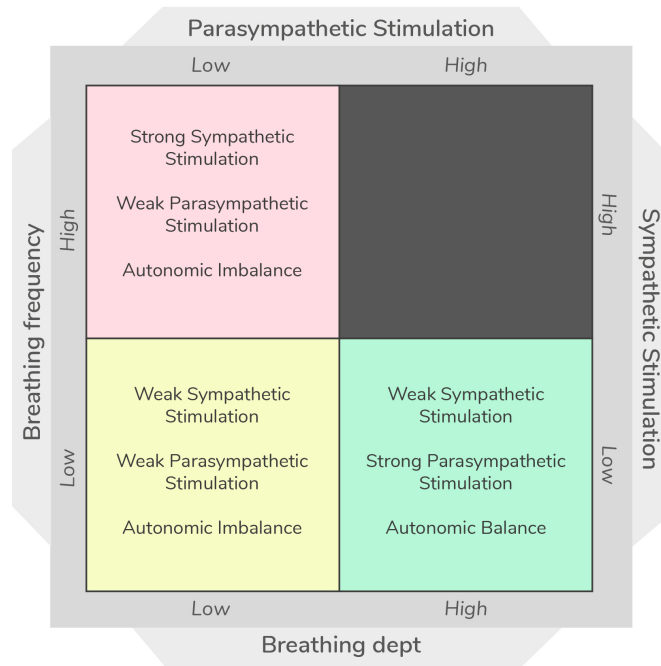 Parasympathetic Stimulation
Low
High
Strong Sympathetic
Stimulation
Weak Parasympathetic
Stimulation
Autonomic Imbalance
High
High
Breathing frequency
Sympathetic Stimulation
Weak Sympathetic
Stimulation
Weak Parasympathetic
Stimulation
Autonomic Imbalance
Weak Sympathetic
Stimulation
Strong Parasympathetic
Stimulation
Autonomic Balance
Low
Low
Low
High
Breathing dept